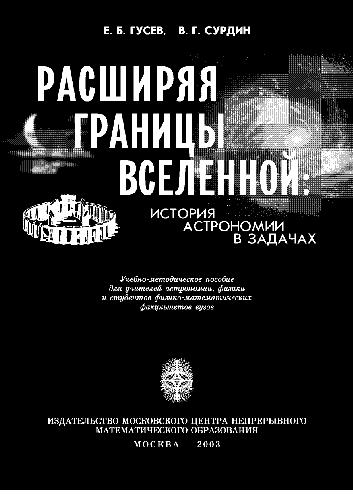 Е. Б. ГУСЕВ, В. Г. СУРДИН
РАСШИРЯЯ
ГРАНИЦЫ
ВСЕЛЕННОЙ:
ИСТОРИЯ
АСТРОНОМИИ
В ЗАДАЧАХ
Учебно-методическое пособие
для учителей астрономии, физики
и студентов физико-математических
факультетов вузов
ИЗДАТЕЛЬСТВО МОСКОВСКОГО ЦЕНТРА НЕПРЕРЫВНОГО
МАТЕМАТИЧЕСКОГО ОБРАЗОВАНИЯ
МОСКВА 2003